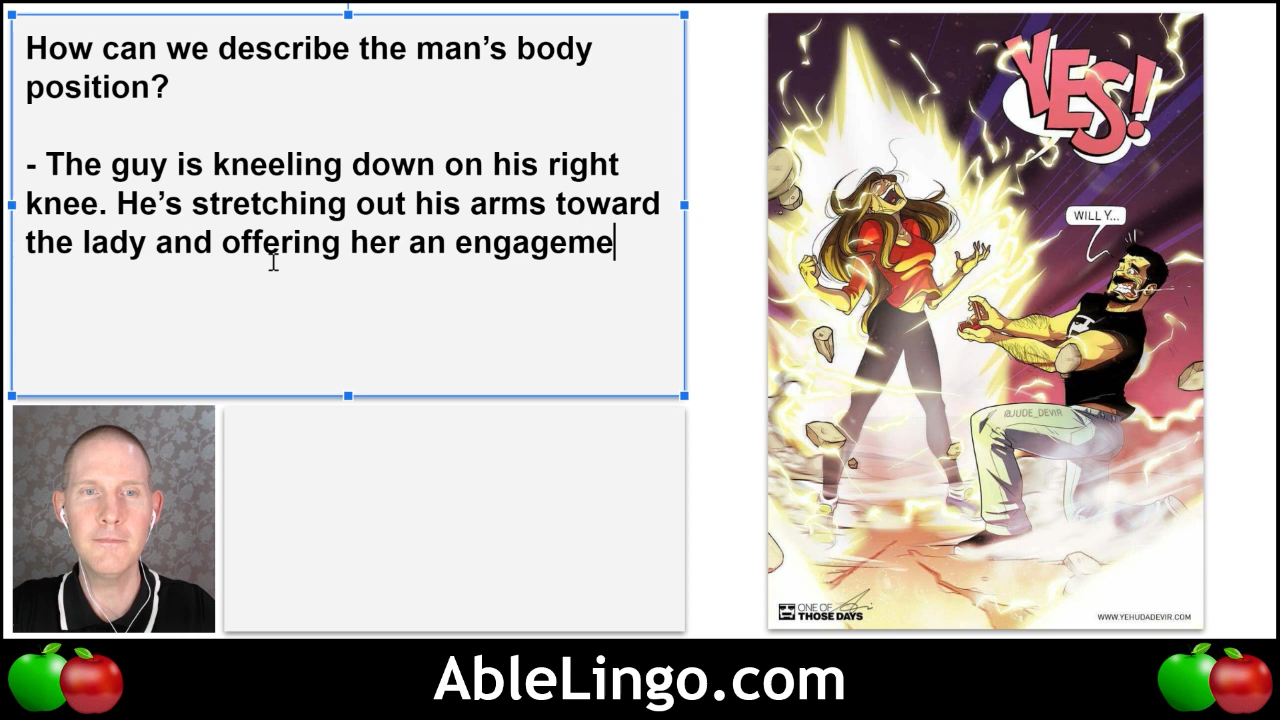 How can we describe the man’s body
position?
- The guy is kneeling down on his right
knee. He’s stretching out his arms toward
the lady and offering her an engageme
YES!
WILL Y...
@JUDE_DEVIR
ONE OF
THOSE DAYS
WWW.YEHUDADEVIR.COM
AbleLingo.com